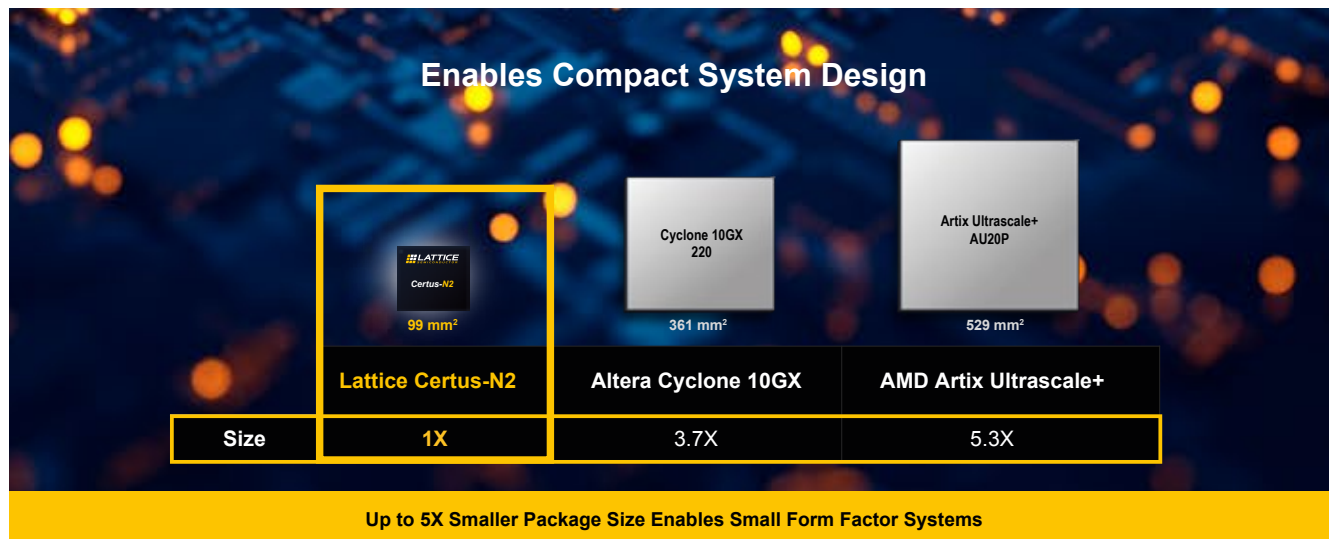 Enables Compact System Design
LATTICE
SEMICONDUCTOR
Certus-N2
99 mm²
Cyclone 10GX
220
361 mm²
Artix Ultrascale+
AU20P
529 mm²
Lattice Certus-N2 Altera Cyclone 10GX AMD Artix Ultrascale+
Size 1X 3.7X 5.3X
Up to 5X Smaller Package Size Enables Small Form Factor Systems